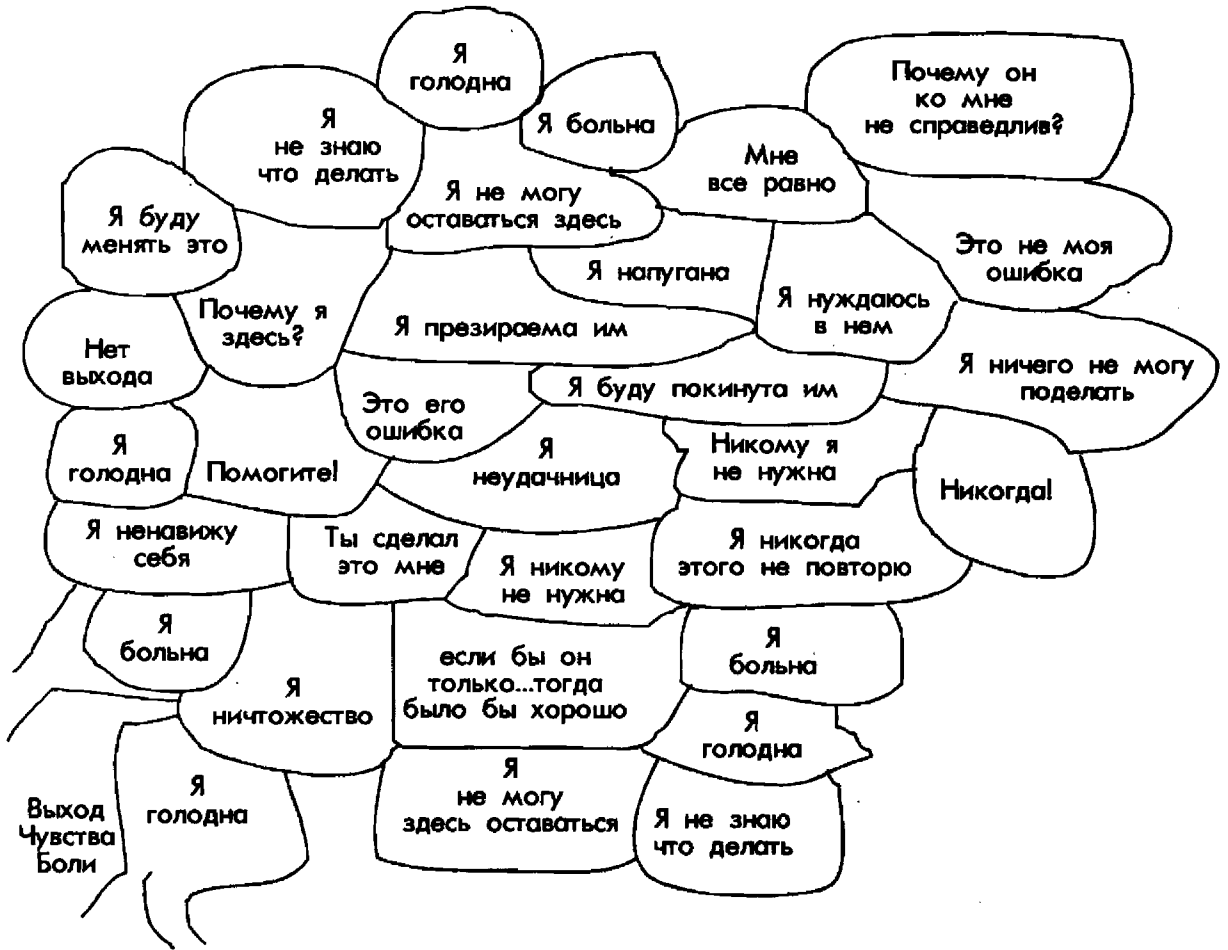 Я
голодна
Я больна
Почему он
ко мне
не справедлив?
Я
не знаю
что делать
Мне
все равно
Я не могу
оставаться здесь
Я буду
менять это
Я напугана
Это не моя
ошибка
Почему я
здесь?
Я презираема им
Я нуждаюсь
в нем
Нет
выхода
Я буду покинута им
Я ничего не могу
поделать
Это его
ошибка
Я
голодна
Помогите!
Я
неудачница
Никому я
не нужна
Никогда!
Я ненавижу
себя
Ты сделал
это мне
Я никому
не нужна
Я никогда
этого не повторю
Я
больна
Я
ничтожество
если бы он
только...тогда
было бы хорошо
Я
больна
Я
голодна
Выход
Чувства
Боли
Я
голодна
Я
не могу
здесь оставаться
Я не знаю
что делать